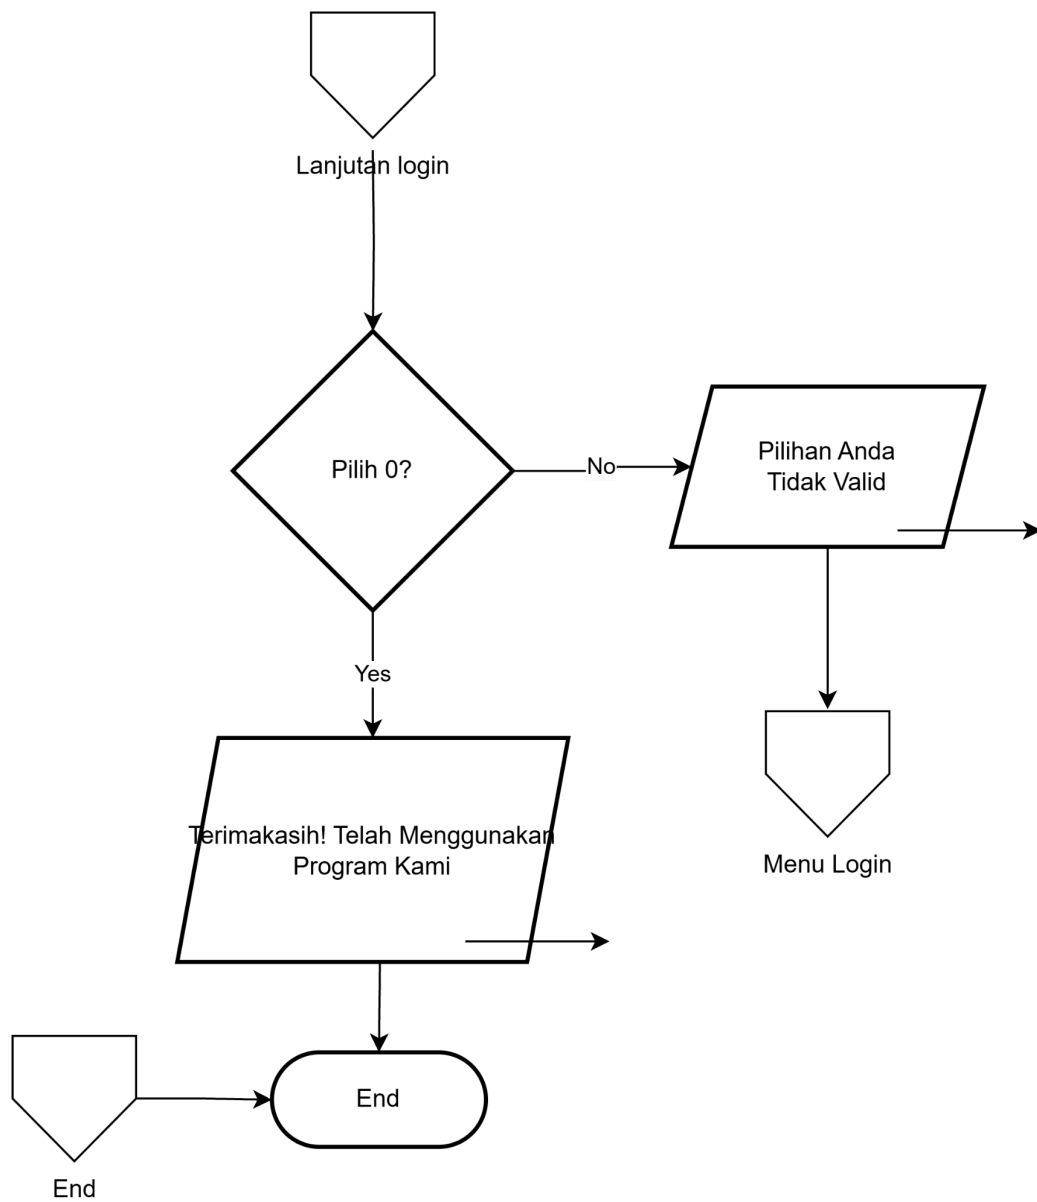 Lanjutan login
Pilih 0?
No
Pilihan Anda
Tidak Valid
Yes
Menu Login
Terimakasih! Telah Menggunakan
Program Kami
End
End